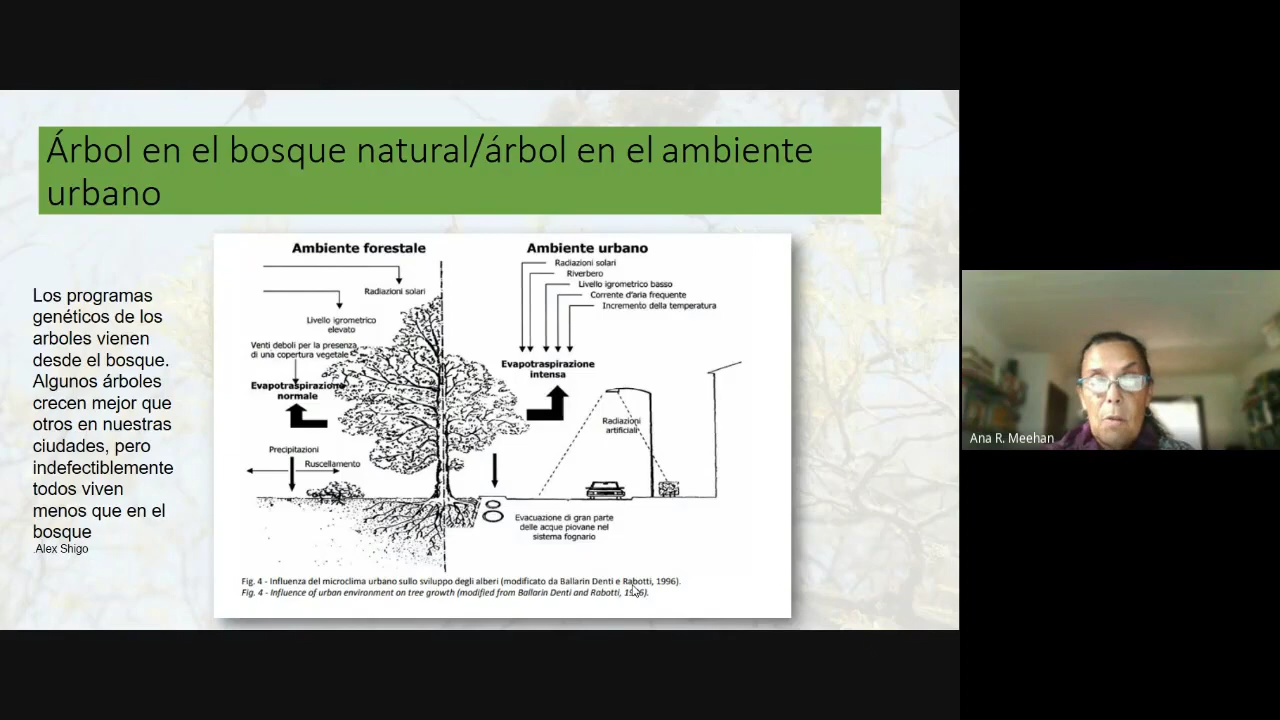 Árbol en el bosque natural/árbol en el ambiente
urbano
Los programas
genéticos de los
arboles vienen
desde el bosque.
Algunos árboles
crecen mejor que
otros en nuestras
ciudades, pero
indefectiblemente
todos viven
menos que en el
bosque
.Alex Shigo
Ambiente forestale
Radiazioni solari
Livello igrometrico
elevato
Venti deboli per la presenza
di una copertura vegetale
Evapotraspirazione
normale
Precipitazioni
Ruscellamento
Ambiente urbano
Radiazioni solari
Riverbero
Livello igrometrico basso
Corrente d'aria frequente
Incremento della temperatura
Evapotraspirazione
intensa
Radiazioni
artificiali
Evacuazione di gran parte
delle acque piovane nel
sistema fognario
Fig. 4 - Influenza del microclima urbano sullo sviluppo degli alberi (modificato da Ballarin Denti e Rabotti, 1996).
Fig. 4 - Influence of urban environment on tree growth (modified from Ballarin Denti and Rabotti, 1996).
Ana R. Meehan